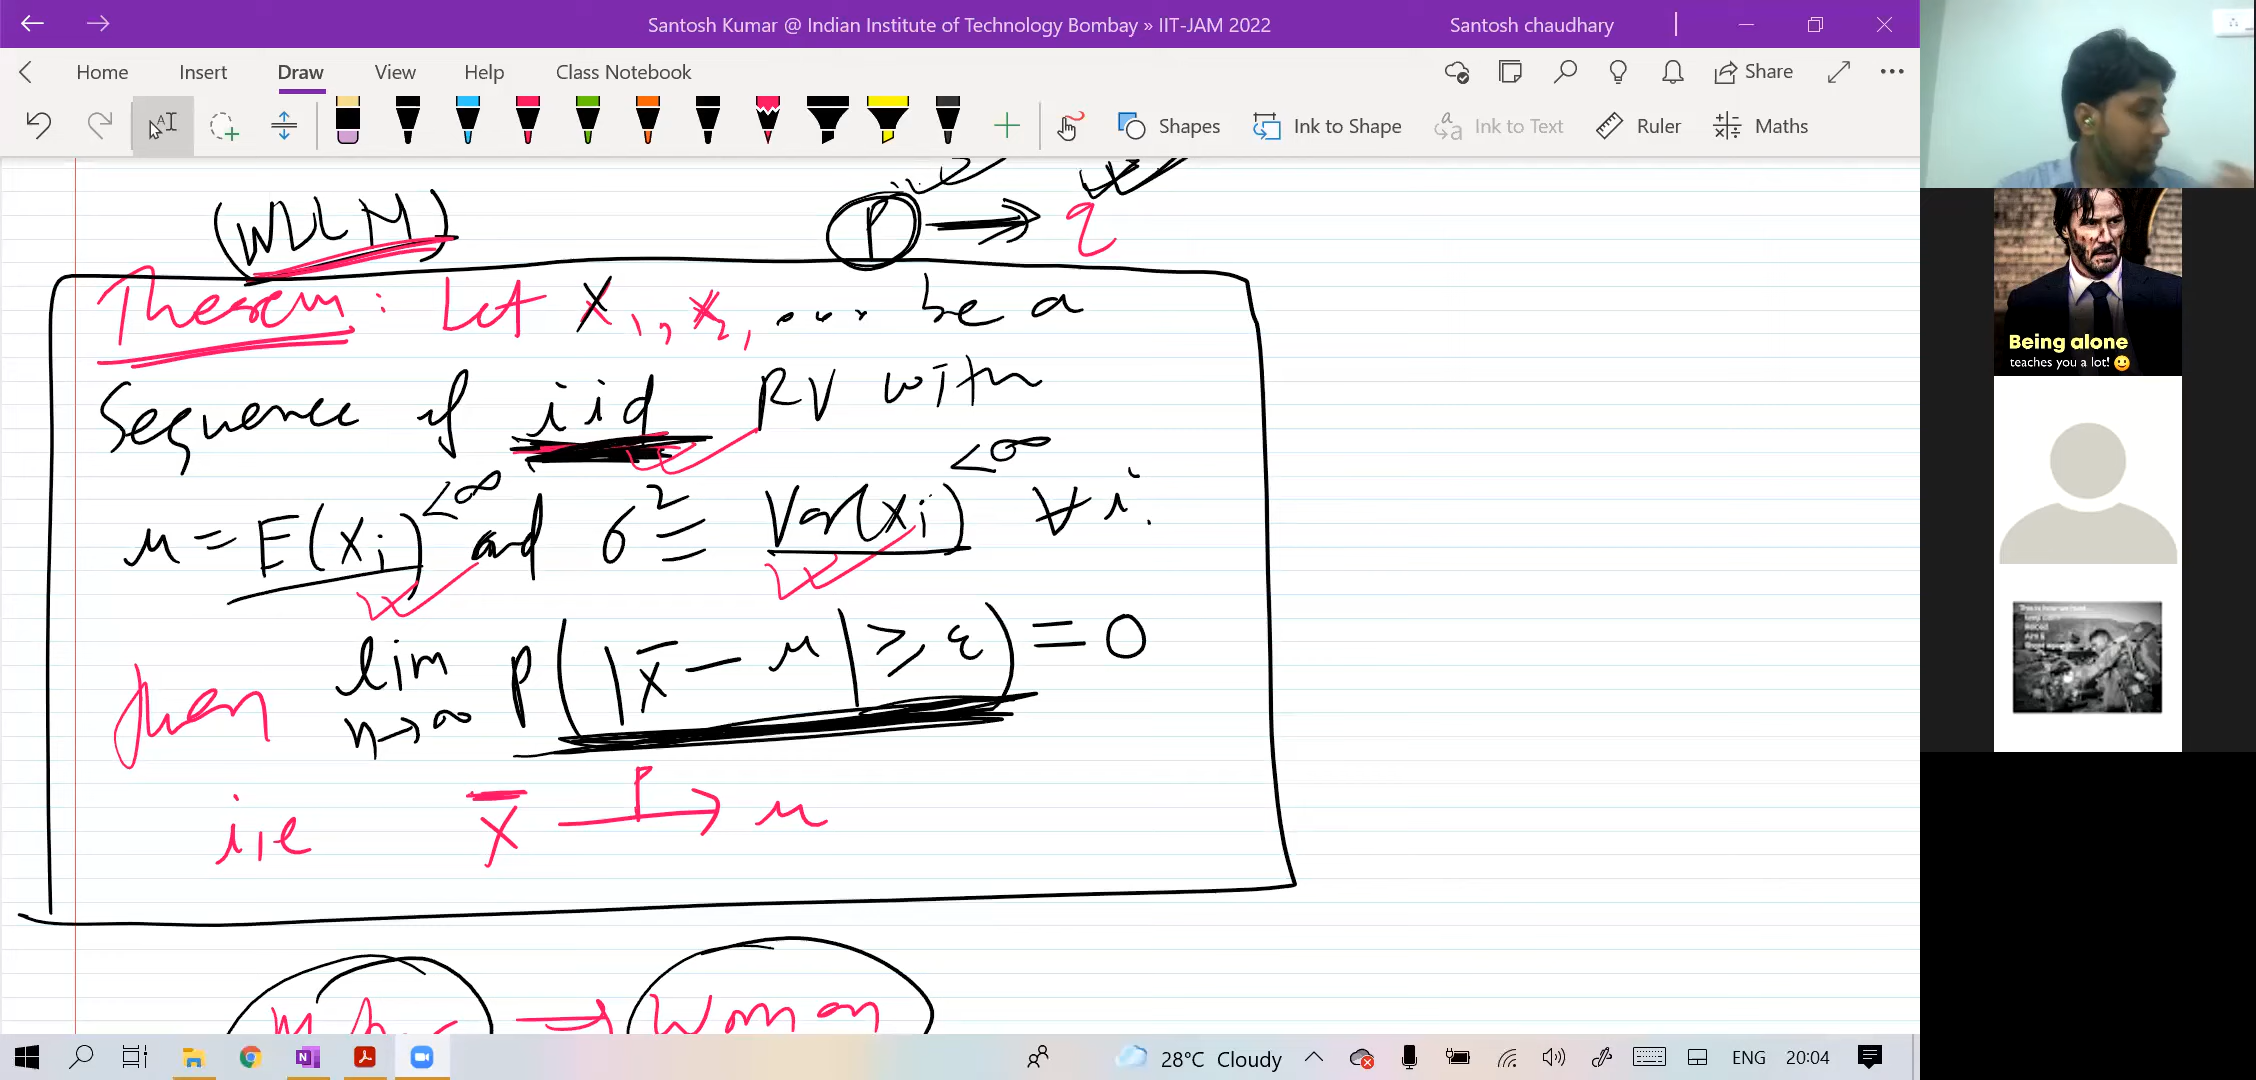 Santosh Kumar @ Indian Institute of Technology Bombay » IIT-JAM 2022
Santosh chaudhary
Home Insert Draw View Help Class Notebook
Share
Shapes Ink to Shape Ink to Text Ruler Maths
(WLLN)
P ⟹ q
Theorem: Let X₁, X₂, .... be a
Sequence of iid RV with
μ = E(Xi) <∞ and σ² = Var(Xi) <∞ ∀ i.
then lim n→∞ P(|X̄ - μ| ≥ ε) = 0
i.e X̄ →P μ
→ Woman
Being alone
teaches you a lot!
28°C Cloudy
ENG
20:04